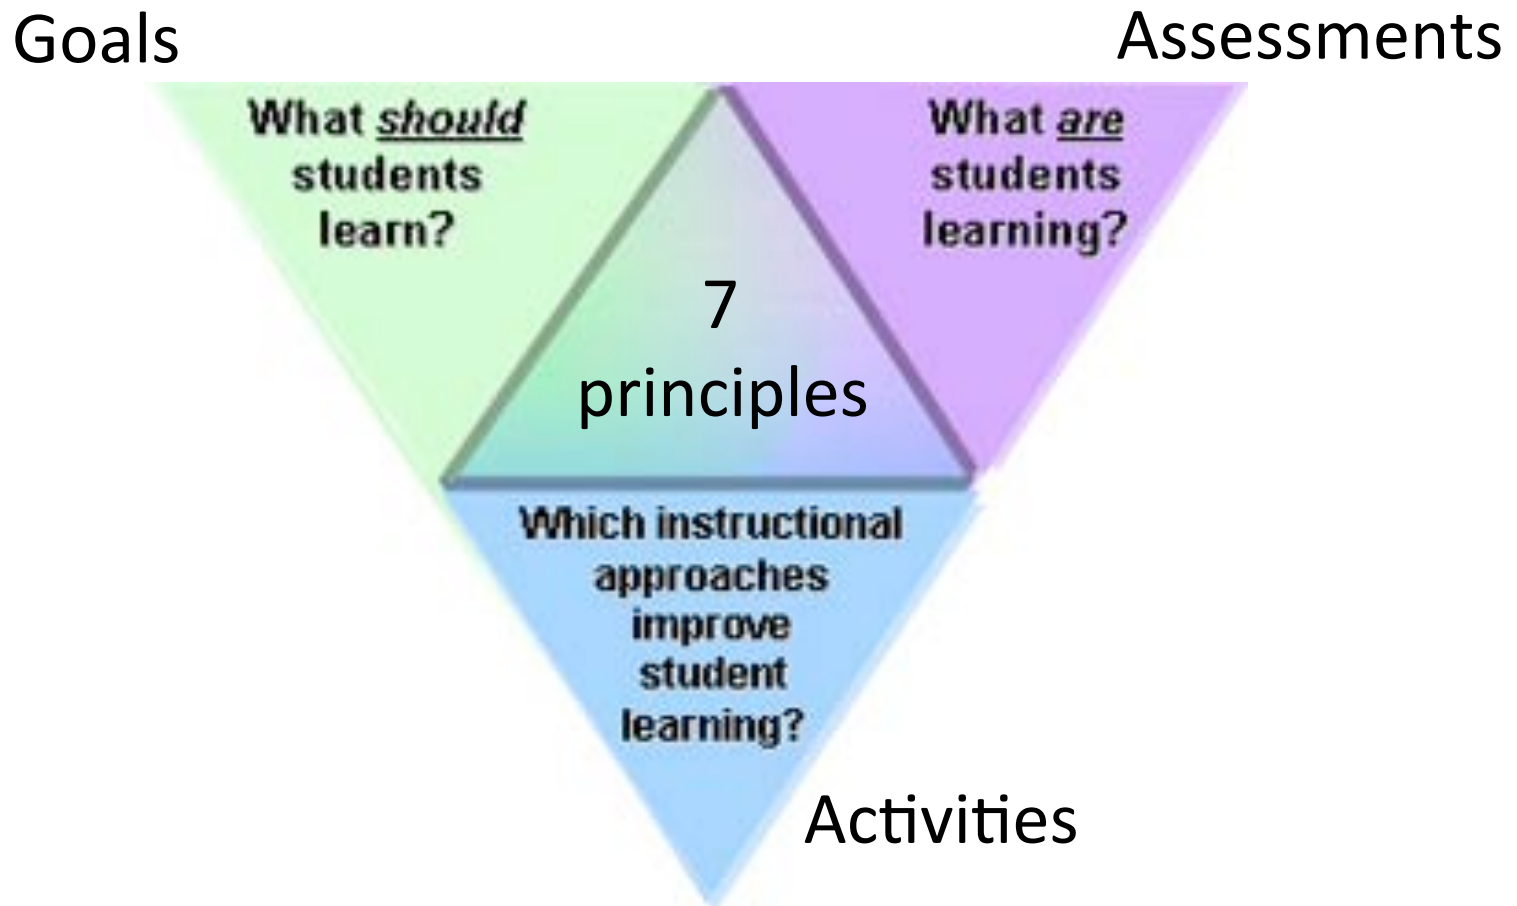 Goals
Assessments
What should
students
learn?
What are
students
learning?
7
principles
Which instructional
approaches
improve
student
learning?
Activities